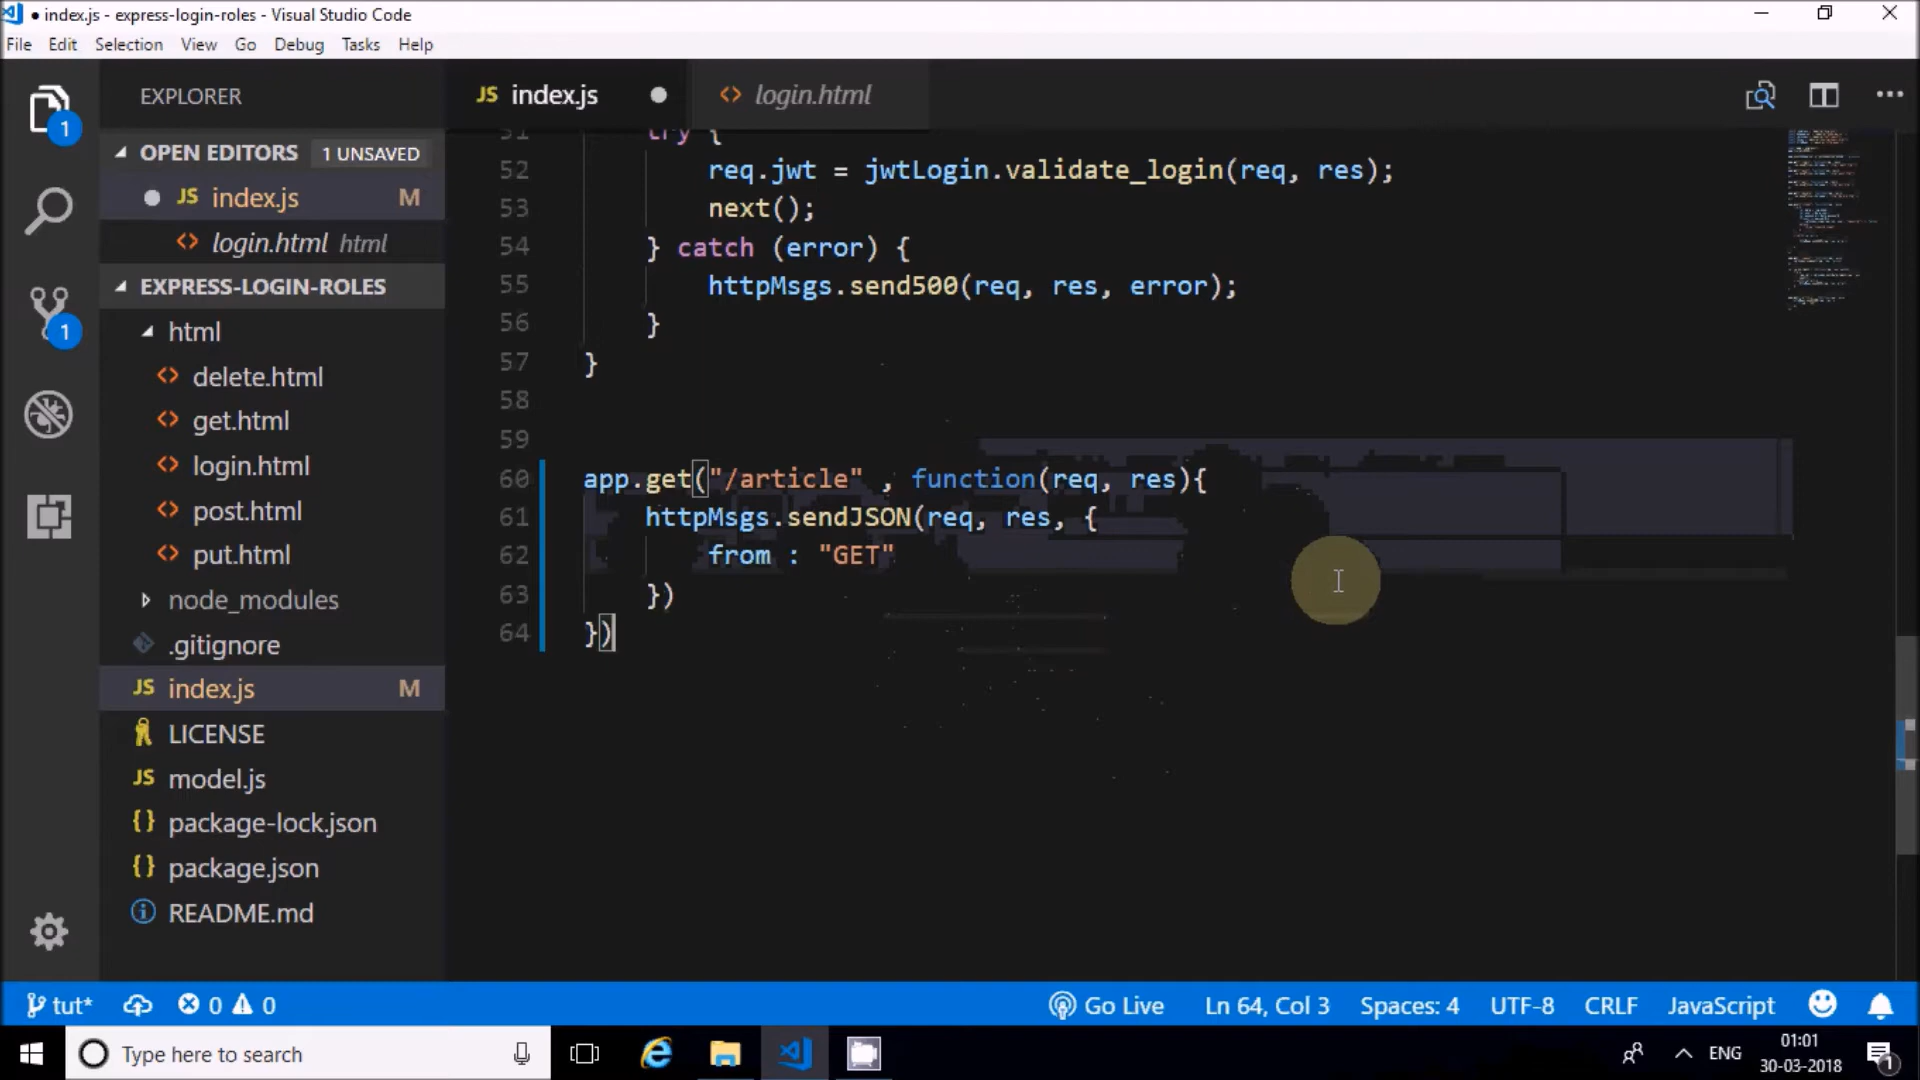 index.js - express-login-roles - Visual Studio Code
File Edit Selection View Go Debug Tasks Help
EXPLORER
1
OPEN EDITORS 1 UNSAVED
JS index.js M
<> login.html html
EXPRESS-LOGIN-ROLES
1
html
<> delete.html
<> get.html
<> login.html
<> post.html
<> put.html
node_modules
.gitignore
JS index.js M
LICENSE
JS model.js
{} package-lock.json
{} package.json
README.md
JS index.js
<> login.html
51 try {
52 req.jwt = jwtLogin.validate_login(req, res);
53 next();
54 } catch (error) {
55 httpMsgs.send500(req, res, error);
56 }
57 }
58
59
60 app.get("/article" , function(req, res){
61 httpMsgs.sendJSON(req, res, {
62 from : "GET"
63 })
64 })
tut* 0 0 Go Live Ln 64, Col 3 Spaces: 4 UTF-8 CRLF JavaScript
Type here to search
ENG
01:01
30-03-2018
1